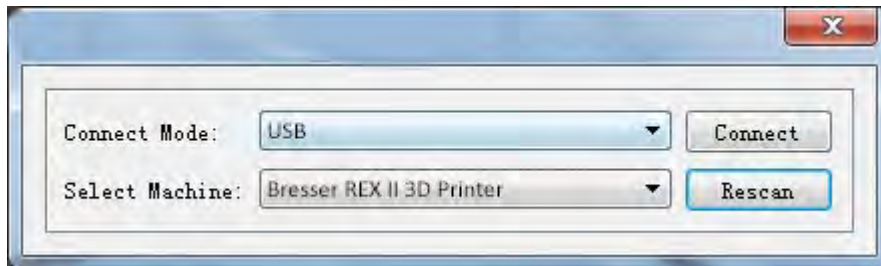 Connect Mode: USB Connect
Select Machine: Bresser REX II 3D Printer Rescan